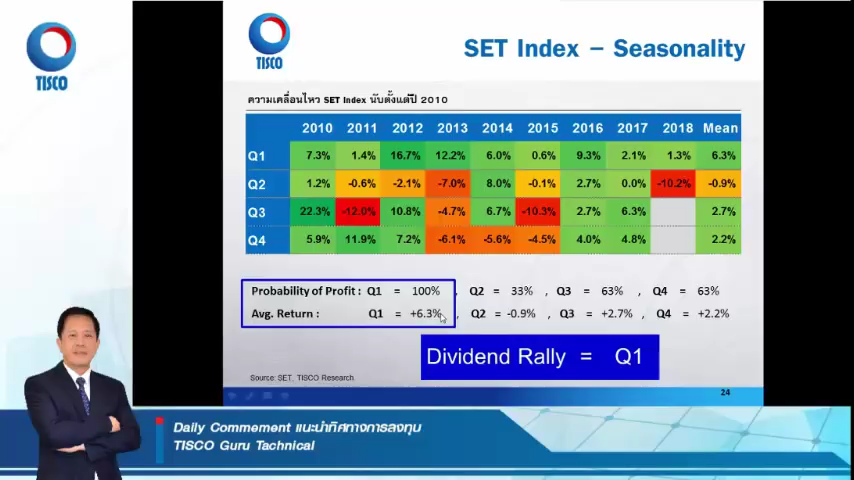 TISCO
TISCO
SET Index – Seasonality
ความเคลื่อนไหว SET Index นับตั้งแต่ปี 2010
2010 2011 2012 2013 2014 2015 2016 2017 2018 Mean
Q1 7.3% 1.4% 16.7% 12.2% 6.0% 0.6% 9.3% 2.1% 1.3% 6.3%
Q2 1.2% -0.6% -2.1% -7.0% 8.0% -0.1% 2.7% 0.0% -10.2% -0.9%
Q3 22.3% -12.0% 10.8% -4.7% 6.7% -10.3% 2.7% 6.3% 2.7%
Q4 5.9% 11.9% 7.2% -6.1% -5.6% -4.5% 4.0% 4.8% 2.2%
Probability of Profit : Q1 = 100% , Q2 = 33% , Q3 = 63% , Q4 = 63%
Avg. Return : Q1 = +6.3% , Q2 = -0.9% , Q3 = +2.7% , Q4 = +2.2%
Dividend Rally = Q1
Source: SET, TISCO Research
24
Daily Commement แนะนำทิศทางการลงทุน
TISCO Guru Tachnical